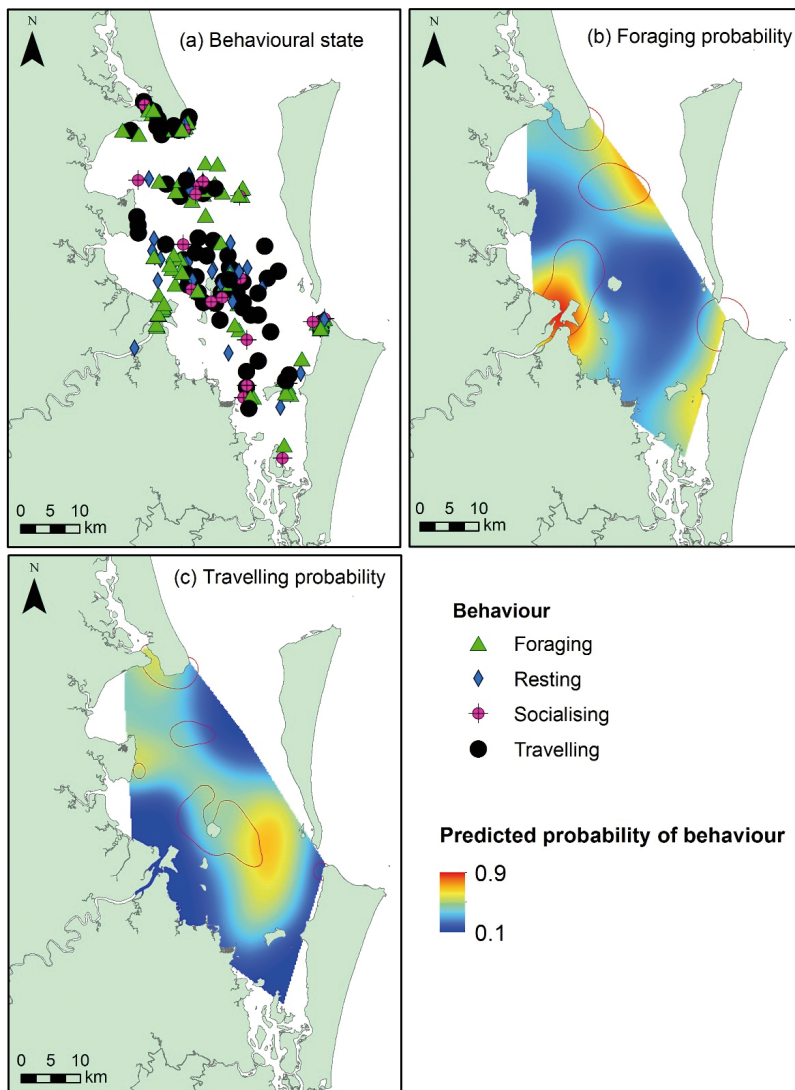 N
(a) Behavioural state
0 5 10
km
N
(b) Foraging probability
0 5 10
km
N
(c) Travelling probability
0 5 10
km
Behaviour
Foraging
Resting
Socialising
Travelling
Predicted probability of behaviour
0.9
0.1